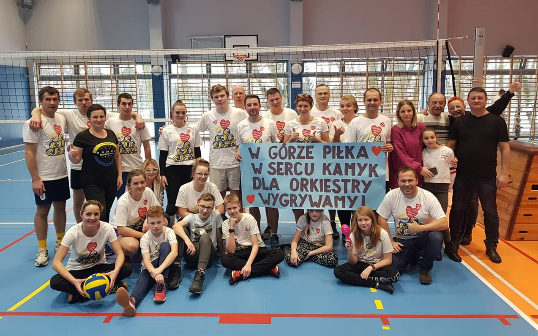 W GÓRZE PIŁKA
W SERCU KAMYK
DLA ORKIESTRY
WYGRYWAMY!